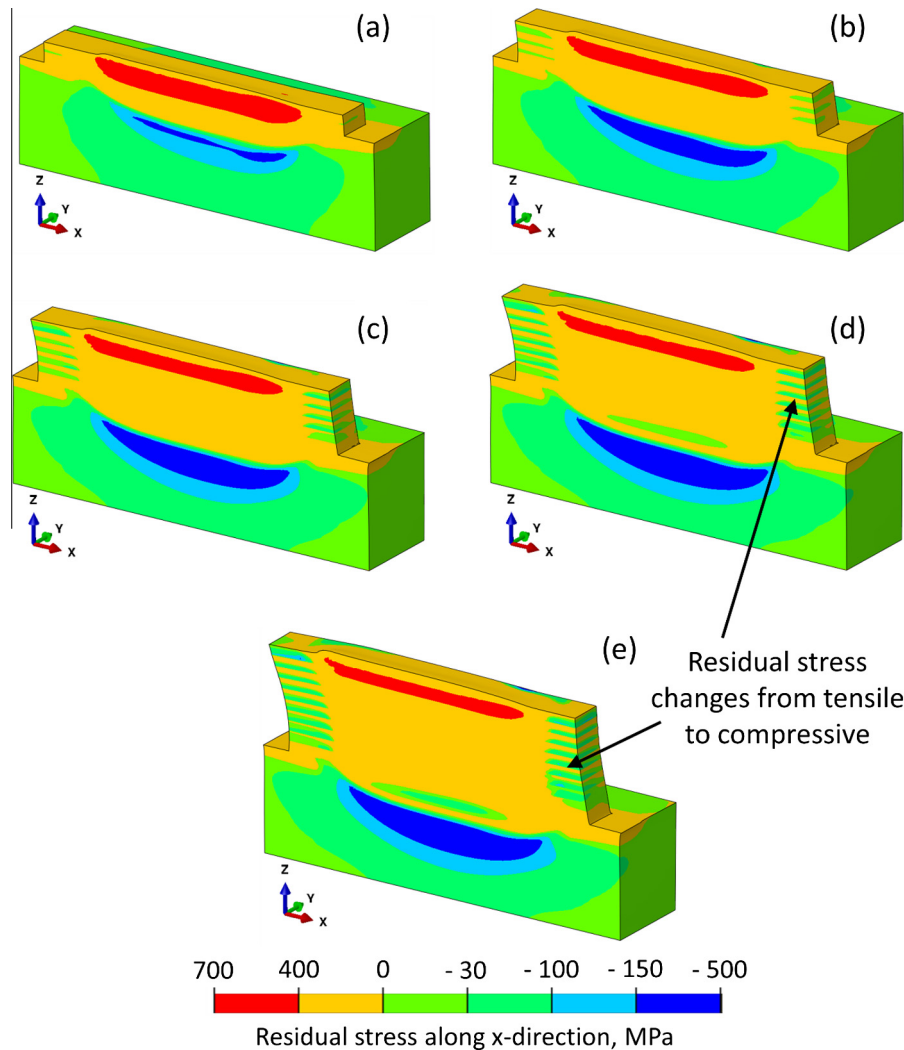 (a)
(b)
Z
Y
X
Z
Y
X
(c)
(d)
Z
Y
X
Z
Y
X
(e)
Residual stress
changes from tensile
to compressive
Z
Y
X
700 400 0 - 30 - 100 - 150 - 500
Residual stress along x-direction, MPa